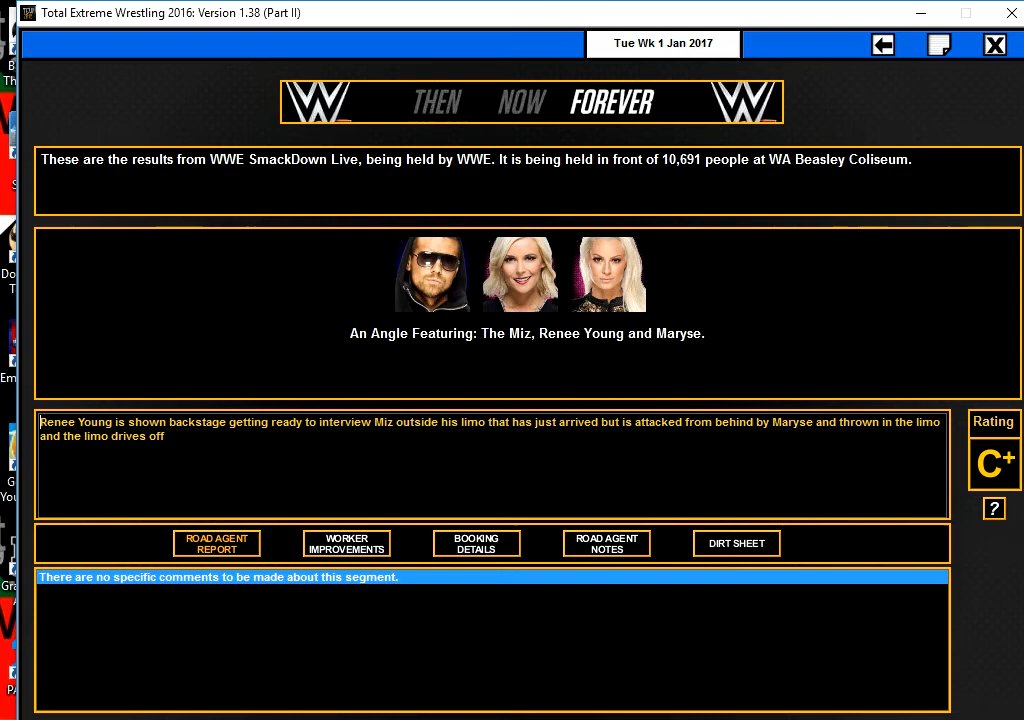 Total Extreme Wrestling 2016: Version 1.38 (Part II)
Tue Wk 1 Jan 2017
THEN NOW FOREVER
These are the results from WWE SmackDown Live, being held by WWE. It is being held in front of 10,691 people at WA Beasley Coliseum.
An Angle Featuring: The Miz, Renee Young and Maryse.
Renee Young is shown backstage getting ready to interview Miz outside his limo that has just arrived but is attacked from behind by Maryse and thrown in the limo
and the limo drives off
Rating
C+
?
ROAD AGENT
REPORT
WORKER
IMPROVEMENTS
BOOKING
DETAILS
ROAD AGENT
NOTES
DIRT SHEET
There are no specific comments to be made about this segment.